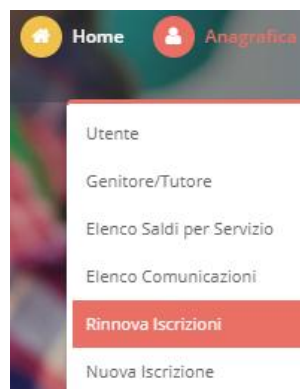 Home Anagrafica
Utente
Genitore/Tutore
Elenco Saldi per Servizio
Elenco Comunicazioni
Rinnova Iscrizioni
Nuova Iscrizione